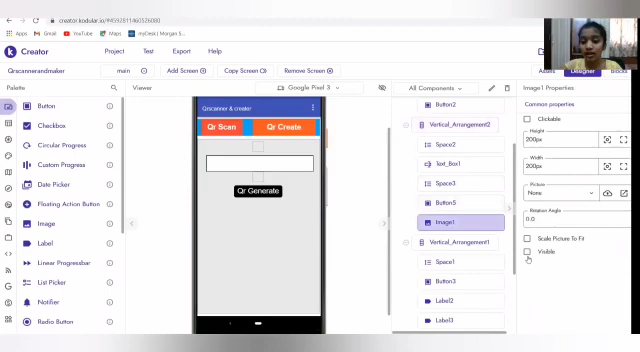 creator.kodular.io/#6592811460526080
Apps
Gmail
YouTube
Maps
myDesk | Morgan S...
Creator
Project
Test
Export
Help
Qrscannerandmaker
main
Add Screen
Copy Screen
Remove Screen
Assets
Designer
Blocks
Palette
Viewer
Google Pixel 3
All Components
Image1 Properties
Button
Checkbox
Circular Progress
Custom Progress
Date Picker
Floating Action Button
Image
Label
Linear Progressbar
List Picker
Notifier
Radio Button
Qrscanner & creater
Qr Scan
Qr Create
Qr Generate
Button2
Vertical_Arrangement2
Space2
Text_Box1
Space3
Button5
Image1
Vertical_Arrangement1
Space1
Button3
Label2
Label3
Common properties
Clickable
Height
200px
Width
200px
Picture
None
Rotation Angle
0.0
Scale Picture To Fit
Visible